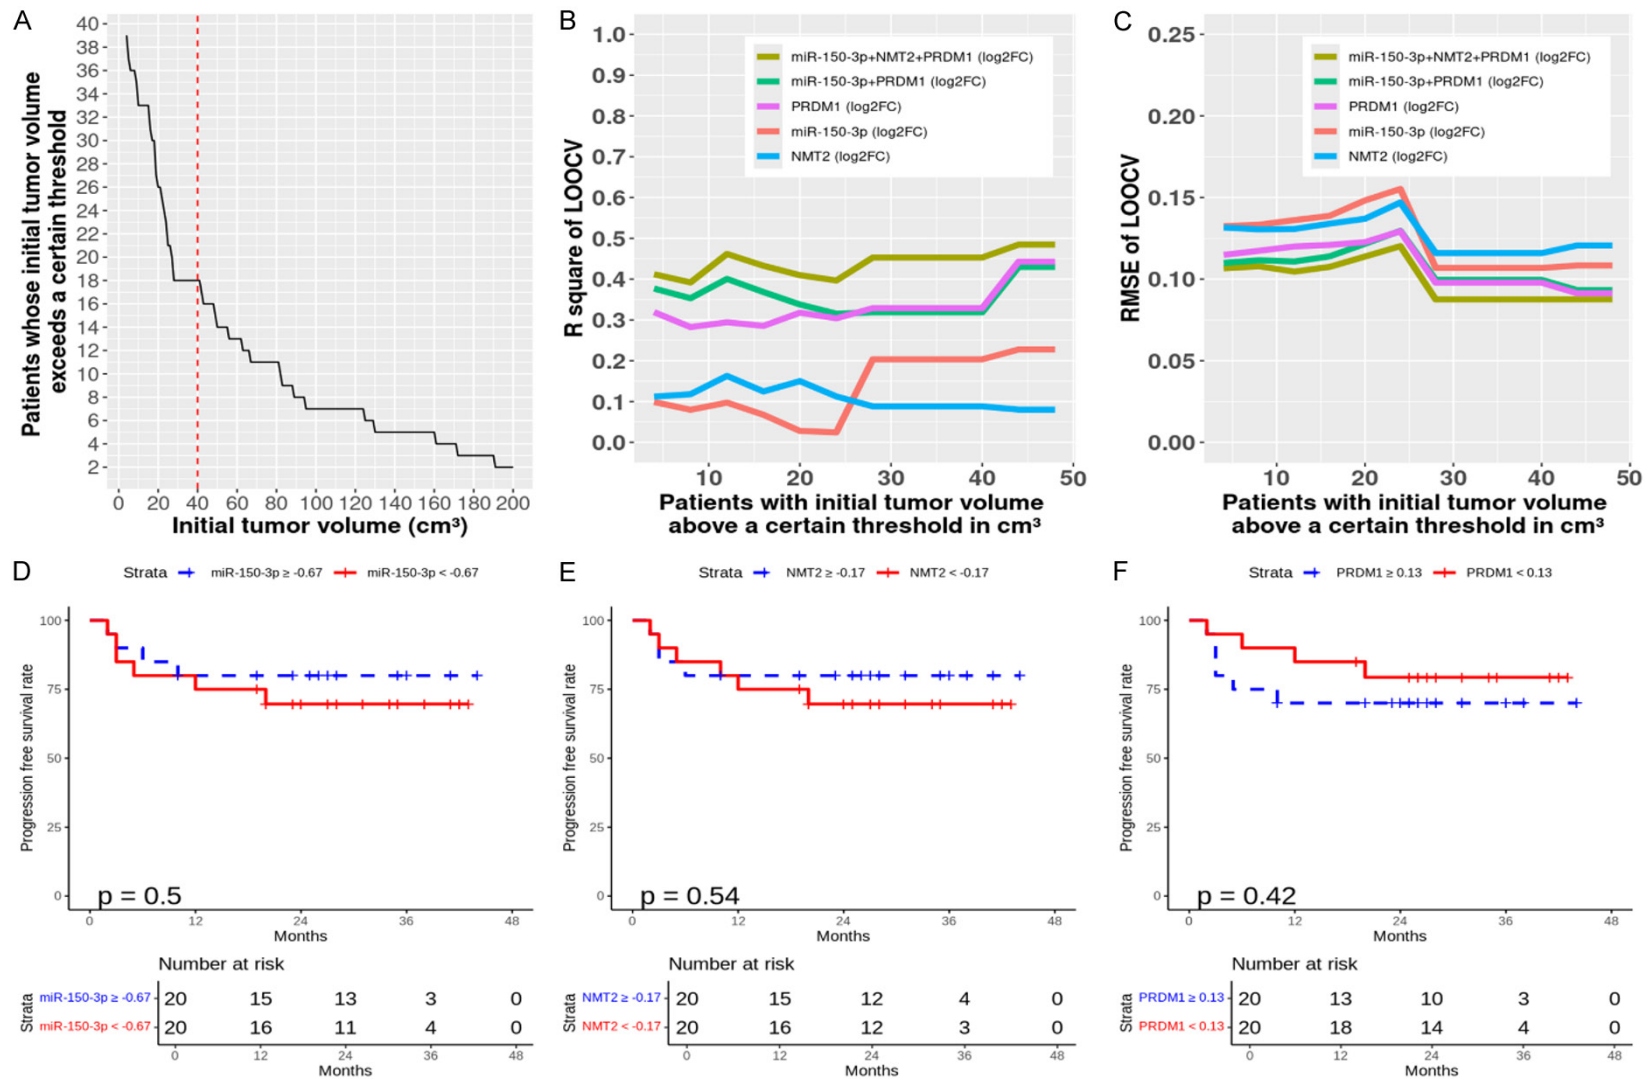 A
Patients whose initial tumor volume
exceeds a certain threshold
40
38
36
34
32
30
28
26
24
22
20
18
16
14
12
10
8
6
4
2
0 20 40 60 80 100 120 140 160 180 200
Initial tumor volume (cm³)
B
R square of LOOCV
1.0
0.9
0.8
0.7
0.6
0.5
0.4
0.3
0.2
0.1
0.0
miR-150-3p+NMT2+PRDM1 (log2FC)
miR-150-3p+PRDM1 (log2FC)
PRDM1 (log2FC)
miR-150-3p (log2FC)
NMT2 (log2FC)
10 20 30 40 50
Patients with initial tumor volume
above a certain threshold in cm³
C
RMSE of LOOCV
0.25
0.20
0.15
0.10
0.05
0.00
miR-150-3p+NMT2+PRDM1 (log2FC)
miR-150-3p+PRDM1 (log2FC)
PRDM1 (log2FC)
miR-150-3p (log2FC)
NMT2 (log2FC)
10 20 30 40 50
Patients with initial tumor volume
above a certain threshold in cm³
D
Strata miR-150-3p ≥ -0.67 miR-150-3p < -0.67
Progression free survival rate
100
75
50
25
0
p = 0.5
0 12 24 36 48
Months
Number at risk
Strata
miR-150-3p ≥ -0.67 20 15 13 3 0
miR-150-3p < -0.67 20 16 11 4 0
0 12 24 36 48
Months
E
Strata NMT2 ≥ -0.17 NMT2 < -0.17
Progression free survival rate
100
75
50
25
0
p = 0.54
0 12 24 36 48
Months
Number at risk
Strata
NMT2 ≥ -0.17 20 15 12 4 0
NMT2 < -0.17 20 16 12 3 0
0 12 24 36 48
Months
F
Strata PRDM1 ≥ 0.13 PRDM1 < 0.13
Progression free survival rate
100
75
50
25
0
p = 0.42
0 12 24 36 48
Months
Number at risk
Strata
PRDM1 ≥ 0.13 20 13 10 3 0
PRDM1 < 0.13 20 18 14 4 0
0 12 24 36 48
Months